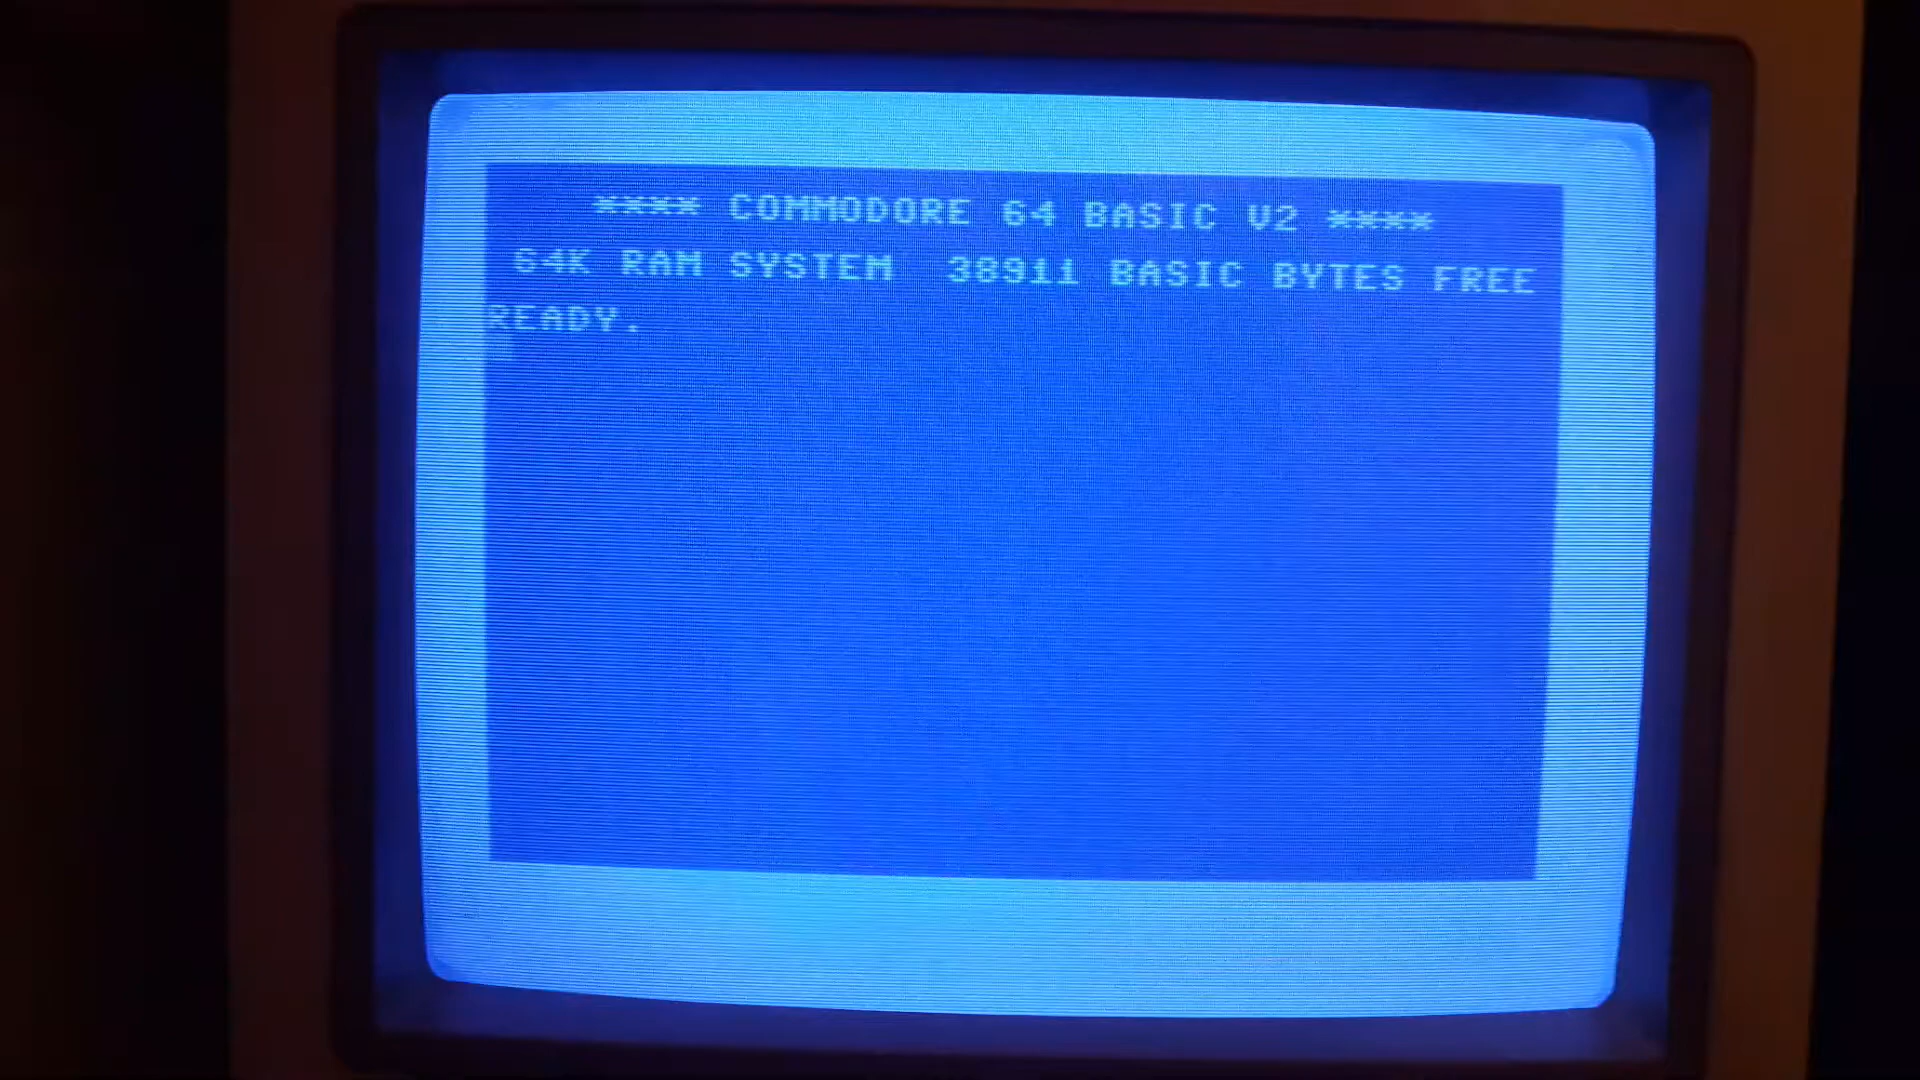 **** COMMODORE 64 BASIC V2 ****
64K RAM SYSTEM  38911 BASIC BYTES FREE
READY.